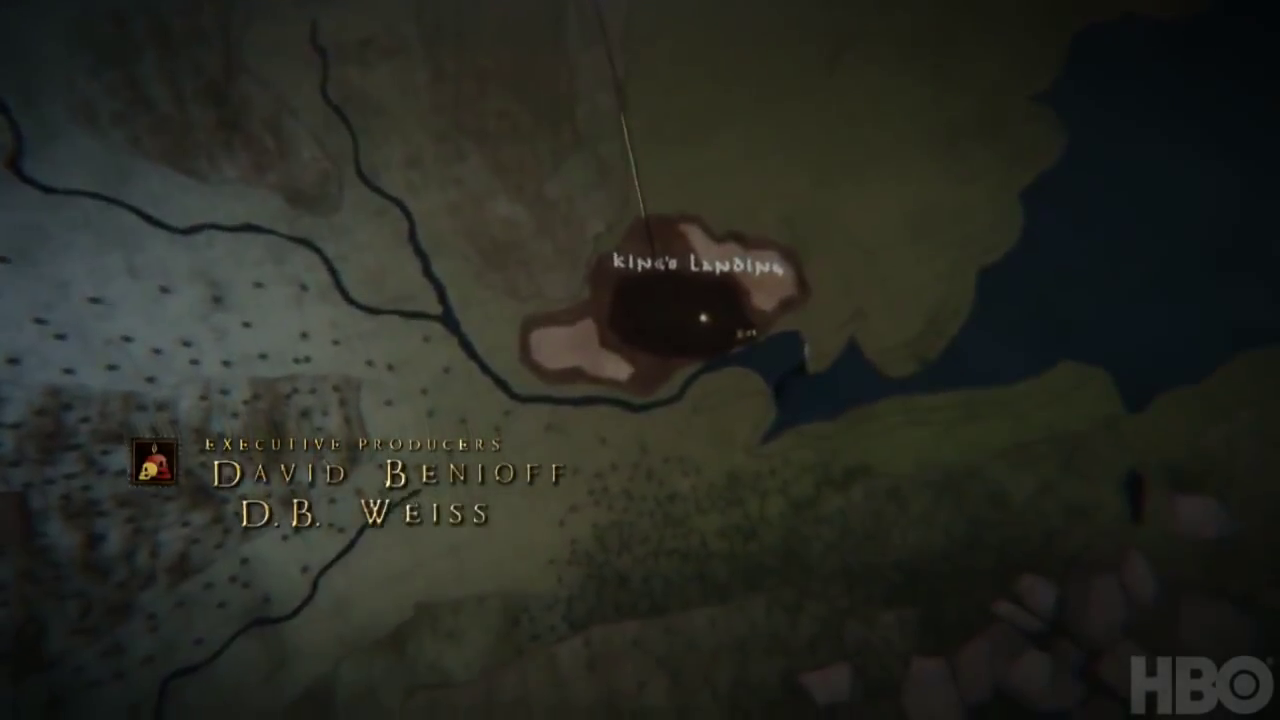 King's Landing
EXECUTIVE PRODUCERS
DAVID BENIOFF
D.B. WEISS
HBO